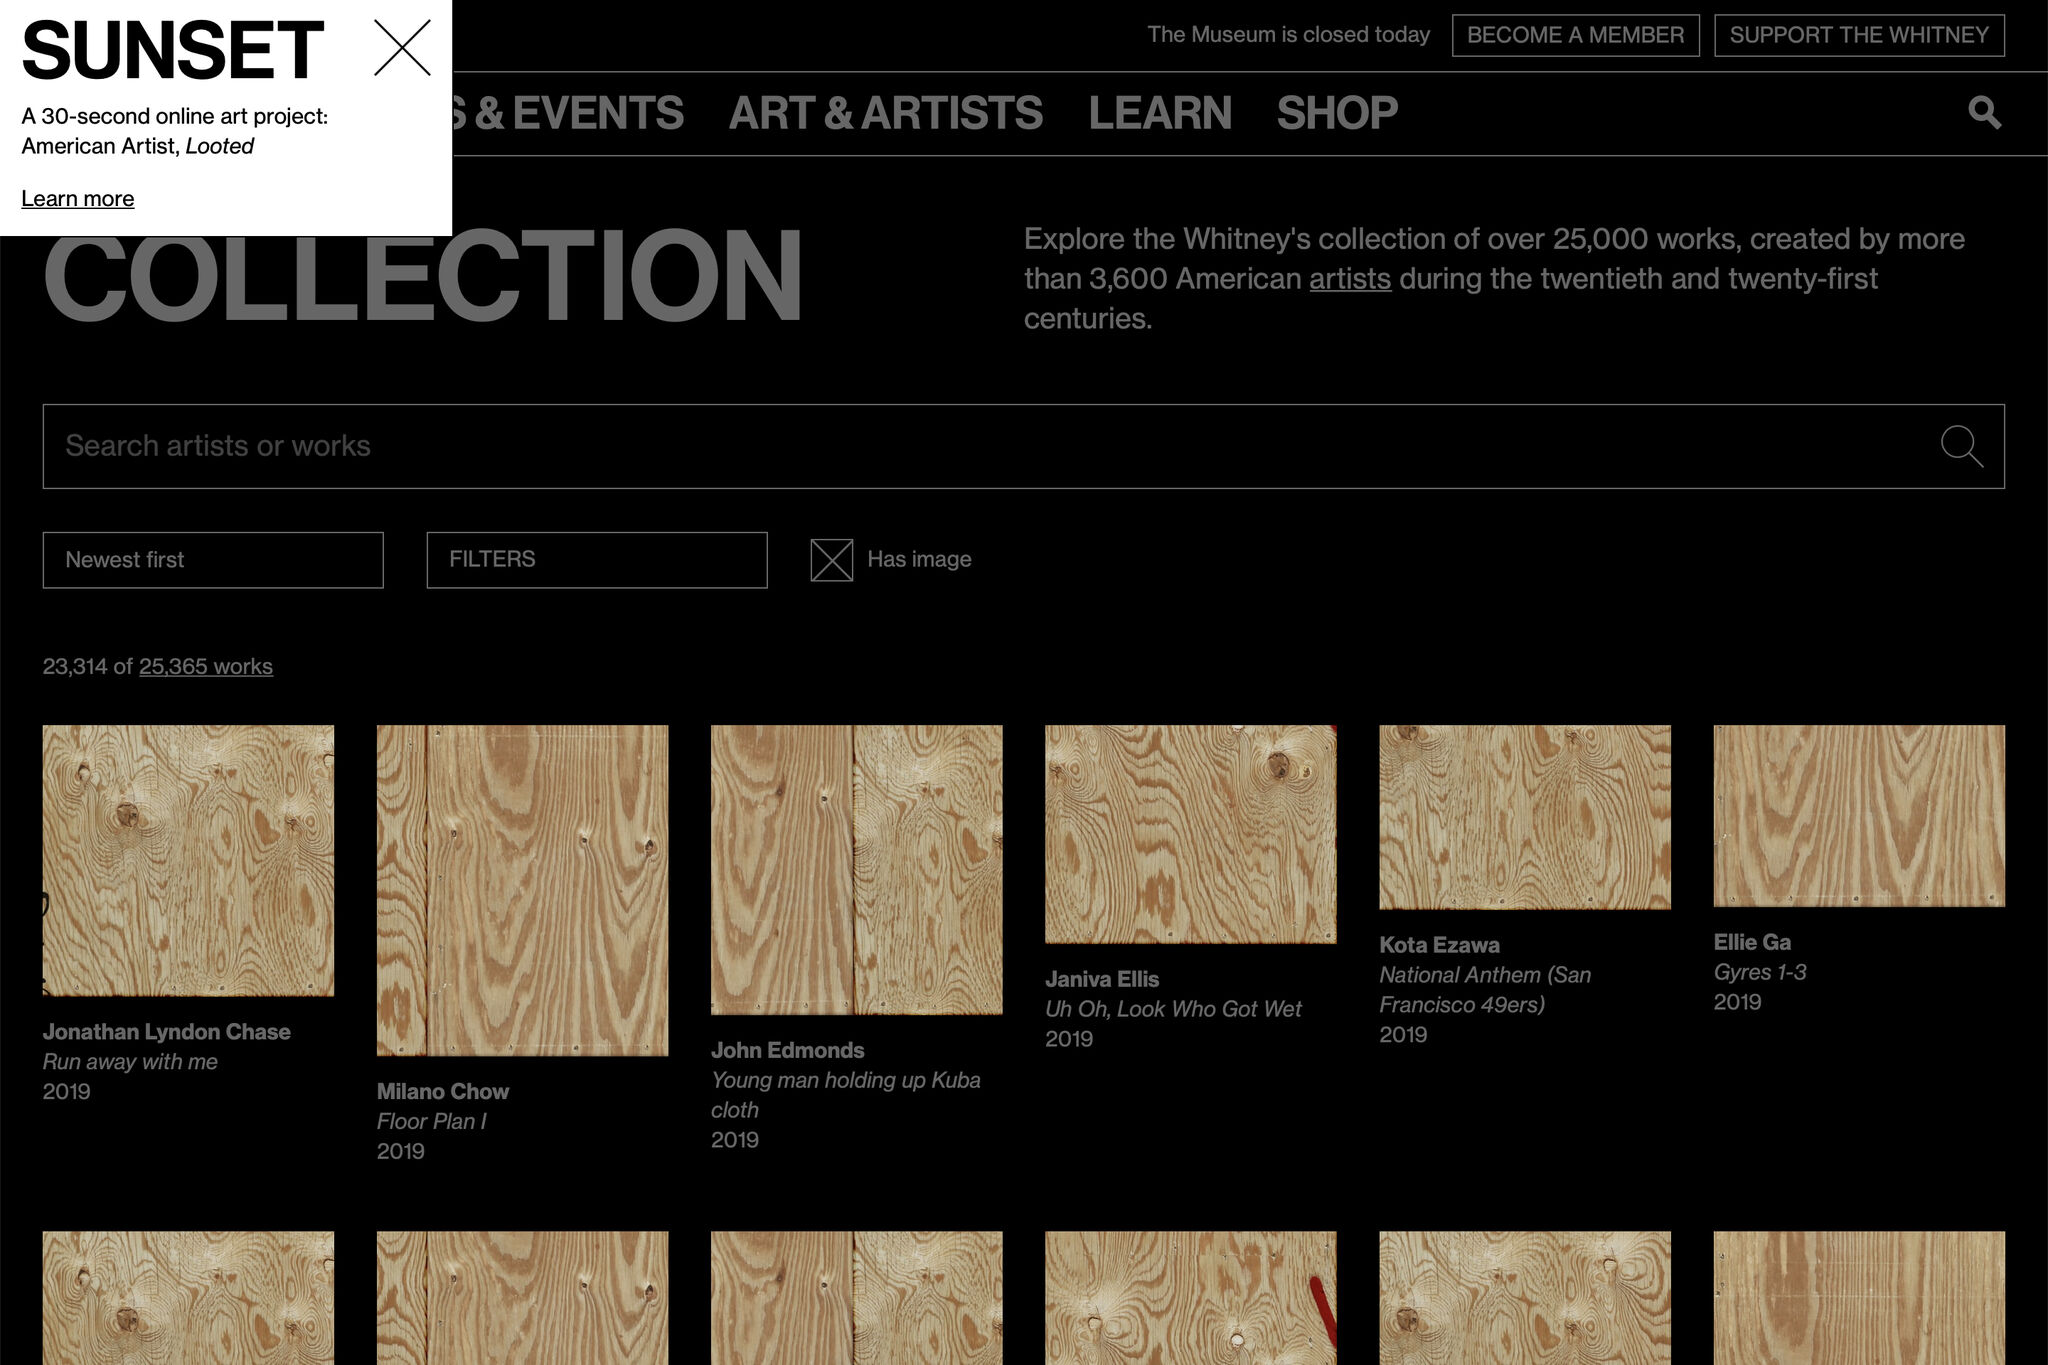 SUNSET
A 30-second online art project:
American Artist, Looted
Learn more
The Museum is closed today
BECOME A MEMBER
SUPPORT THE WHITNEY
S & EVENTS
ART & ARTISTS
LEARN
SHOP
COLLECTION
Explore the Whitney's collection of over 25,000 works, created by more
than 3,600 American artists during the twentieth and twenty-first
centuries.
Search artists or works
Newest first
FILTERS
Has image
23,314 of 25,365 works
Jonathan Lyndon Chase
Run away with me
2019
Milano Chow
Floor Plan I
2019
John Edmonds
Young man holding up Kuba
cloth
2019
Janiva Ellis
Uh Oh, Look Who Got Wet
2019
Kota Ezawa
National Anthem (San
Francisco 49ers)
2019
Ellie Ga
Gyres 1-3
2019